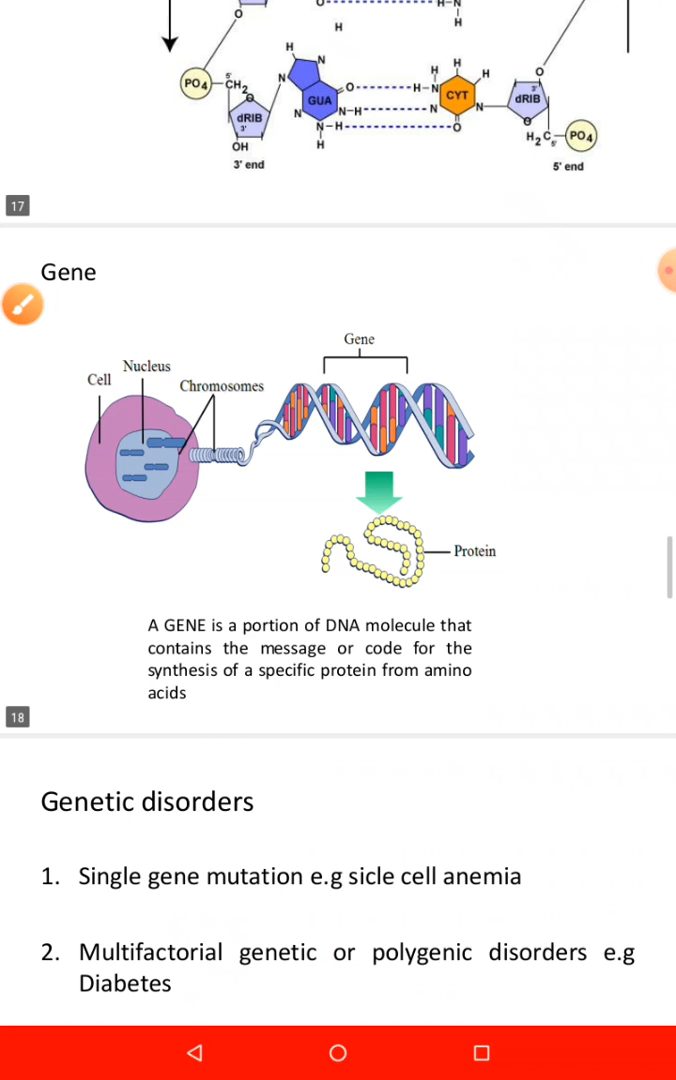 O
H–N
H
H
H
N
H
H
H
O
PO4
5'
CH2
O
N
GUA
O
H–N
CYT
N
dRIB
3'
N
N–H
N
dRIB
3'
N–H
O
O
OH
H
H2C
5'
PO4
3' end
5' end
17
Gene
Gene
Nucleus
Cell
Chromosomes
Protein
A GENE is a portion of DNA molecule that
contains the message or code for the
synthesis of a specific protein from amino
acids
18
Genetic disorders
1. Single gene mutation e.g sicle cell anemia
2. Multifactorial genetic or polygenic disorders e.g
Diabetes